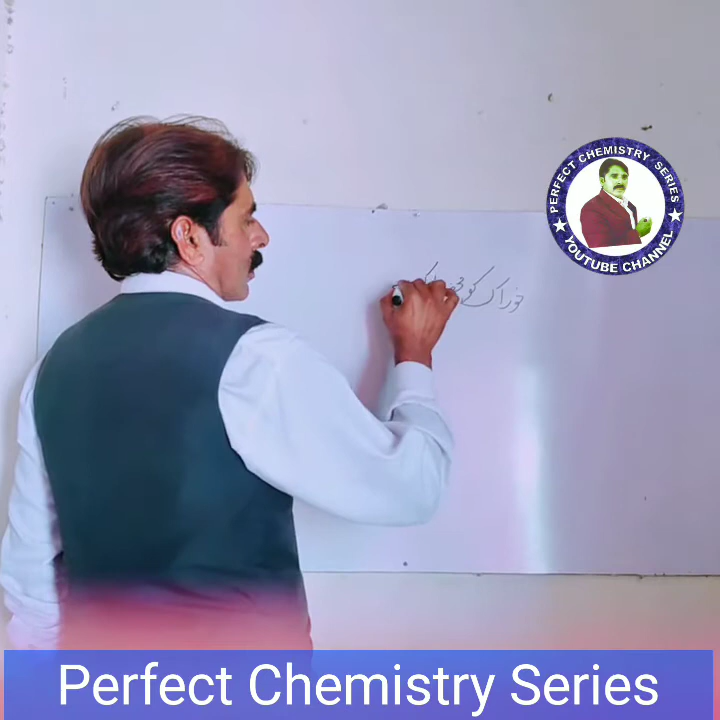 خوراک کو
PERFECT CHEMISTRY SERIES
YOUTUBE CHANNEL
Perfect Chemistry Series